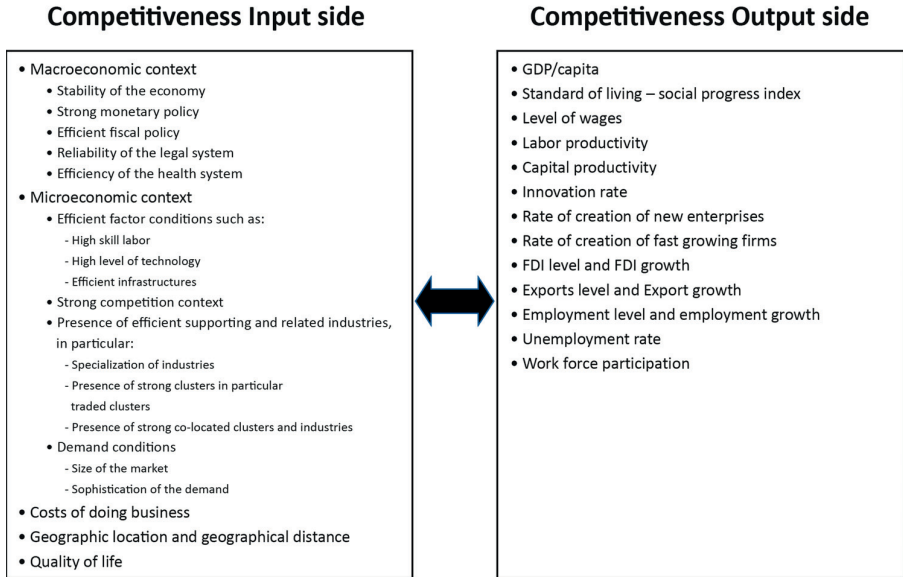 Competitiveness Input side
• Macroeconomic context
• Stability of the economy
• Strong monetary policy
• Efficient fiscal policy
• Reliability of the legal system
• Efficiency of the health system
• Microeconomic context
• Efficient factor conditions such as:
- High skill labor
- High level of technology
- Efficient infrastructures
• Strong competition context
• Presence of efficient supporting and related industries,
in particular:
- Specialization of industries
- Presence of strong clusters in particular
traded clusters
- Presence of strong co-located clusters and industries
• Demand conditions
- Size of the market
- Sophistication of the demand
• Costs of doing business
• Geographic location and geographical distance
• Quality of life
Competitiveness Output side
• GDP/capita
• Standard of living – social progress index
• Level of wages
• Labor productivity
• Capital productivity
• Innovation rate
• Rate of creation of new enterprises
• Rate of creation of fast growing firms
• FDI level and FDI growth
• Exports level and Export growth
• Employment level and employment growth
• Unemployment rate
• Work force participation